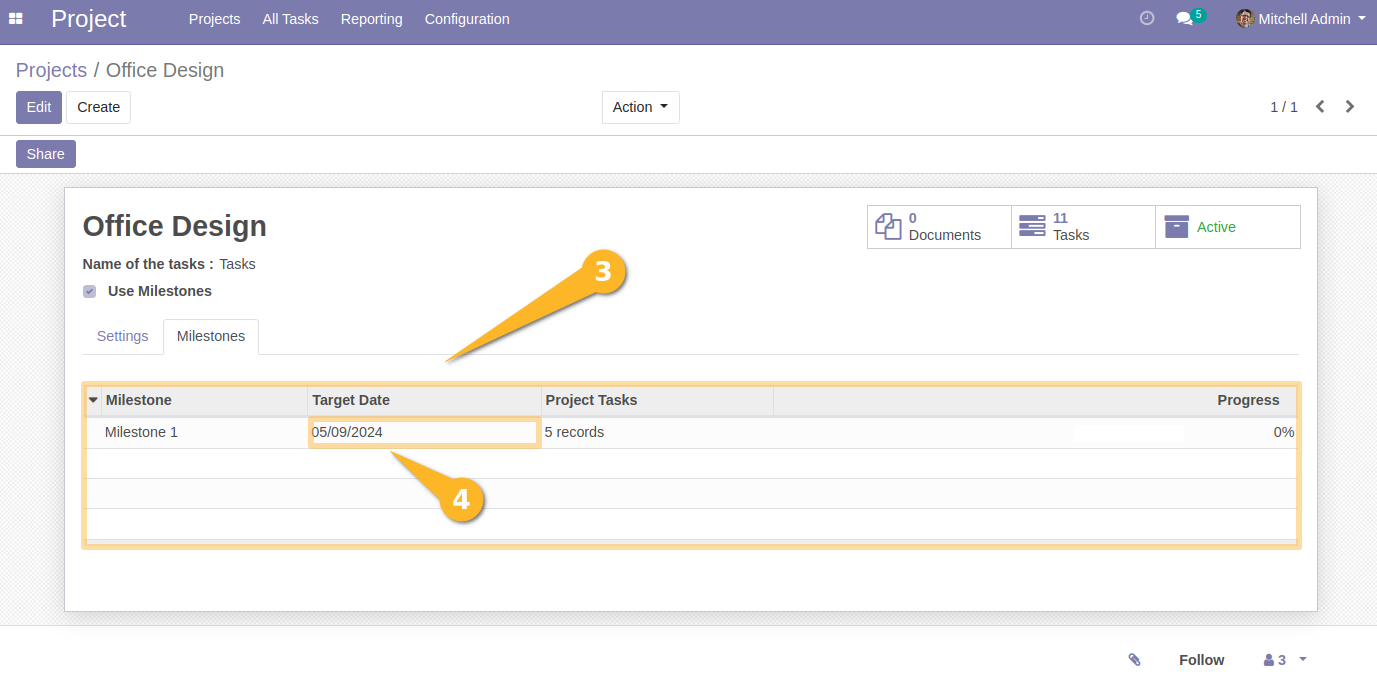 Project Projects All Tasks Reporting Configuration 5 Mitchell Admin
Projects / Office Design
Edit Create Action 1 / 1
Share
Office Design
0 Documents
11 Tasks
Active
Name of the tasks : Tasks
Use Milestones
3
Settings Milestones
Milestone Target Date Project Tasks Progress
Milestone 1 05/09/2024 5 records 0%
4
Follow 3